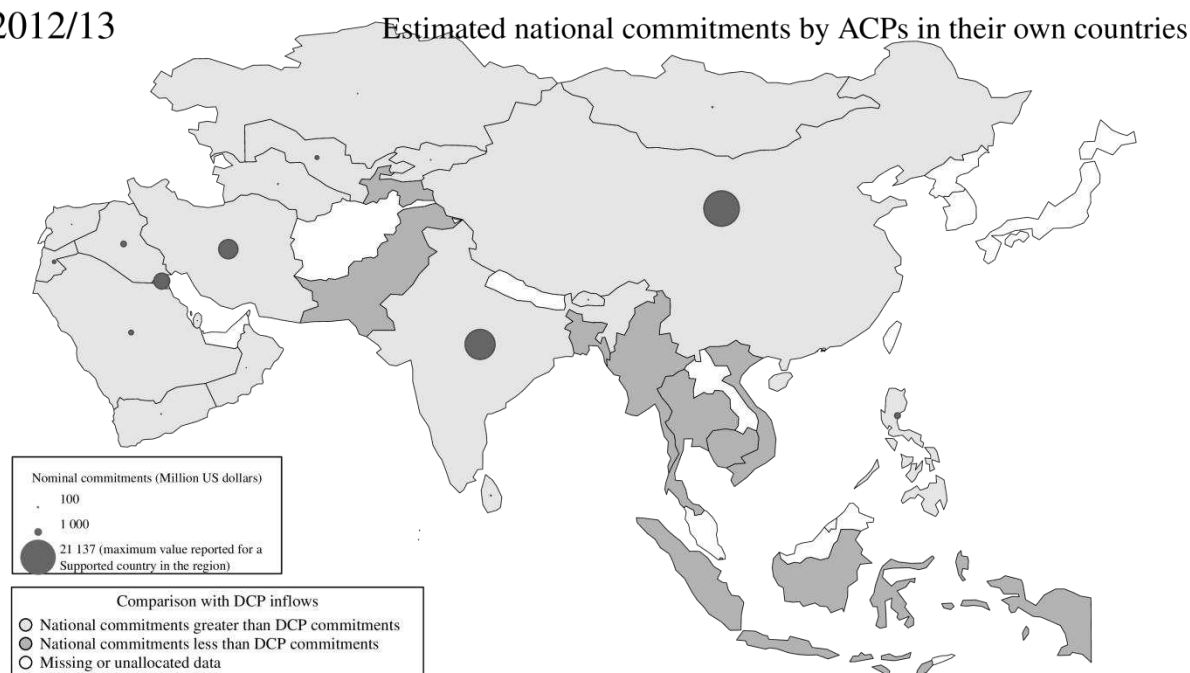 2012/13
Estimated national commitments by ACPs in their own countries
Nominal commitments (Million US dollars)
100
1 000
21 137 (maximum value reported for a
Supported country in the region)
Comparison with DCP inflows
National commitments greater than DCP commitments
National commitments less than DCP commitments
Missing or unallocated data